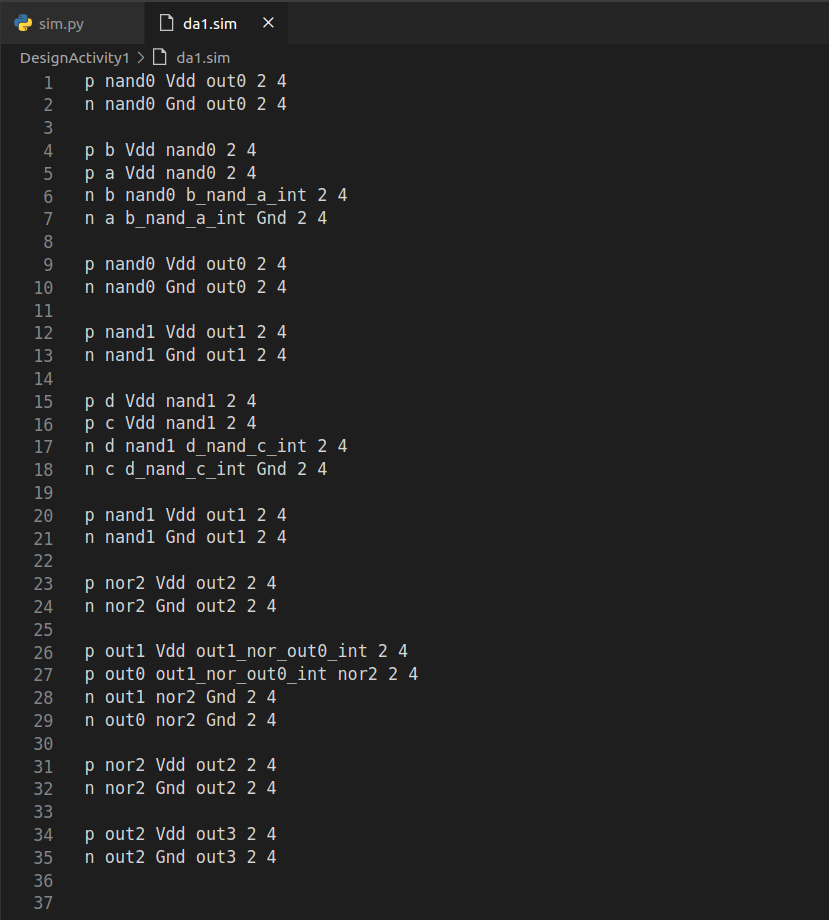 sim.py da1.sim ×
DesignActivity1 > da1.sim
1 p nand0 Vdd out0 2 4
2 n nand0 Gnd out0 2 4
3
4 p b Vdd nand0 2 4
5 p a Vdd nand0 2 4
6 n b nand0 b_nand_a_int 2 4
7 n a b_nand_a_int Gnd 2 4
8
9 p nand0 Vdd out0 2 4
10 n nand0 Gnd out0 2 4
11
12 p nand1 Vdd out1 2 4
13 n nand1 Gnd out1 2 4
14
15 p d Vdd nand1 2 4
16 p c Vdd nand1 2 4
17 n d nand1 d_nand_c_int 2 4
18 n c d_nand_c_int Gnd 2 4
19
20 p nand1 Vdd out1 2 4
21 n nand1 Gnd out1 2 4
22
23 p nor2 Vdd out2 2 4
24 n nor2 Gnd out2 2 4
25
26 p out1 Vdd out1_nor_out0_int 2 4
27 p out0 out1_nor_out0_int nor2 2 4
28 n out1 nor2 Gnd 2 4
29 n out0 nor2 Gnd 2 4
30
31 p nor2 Vdd out2 2 4
32 n nor2 Gnd out2 2 4
33
34 p out2 Vdd out3 2 4
35 n out2 Gnd out3 2 4
36
37